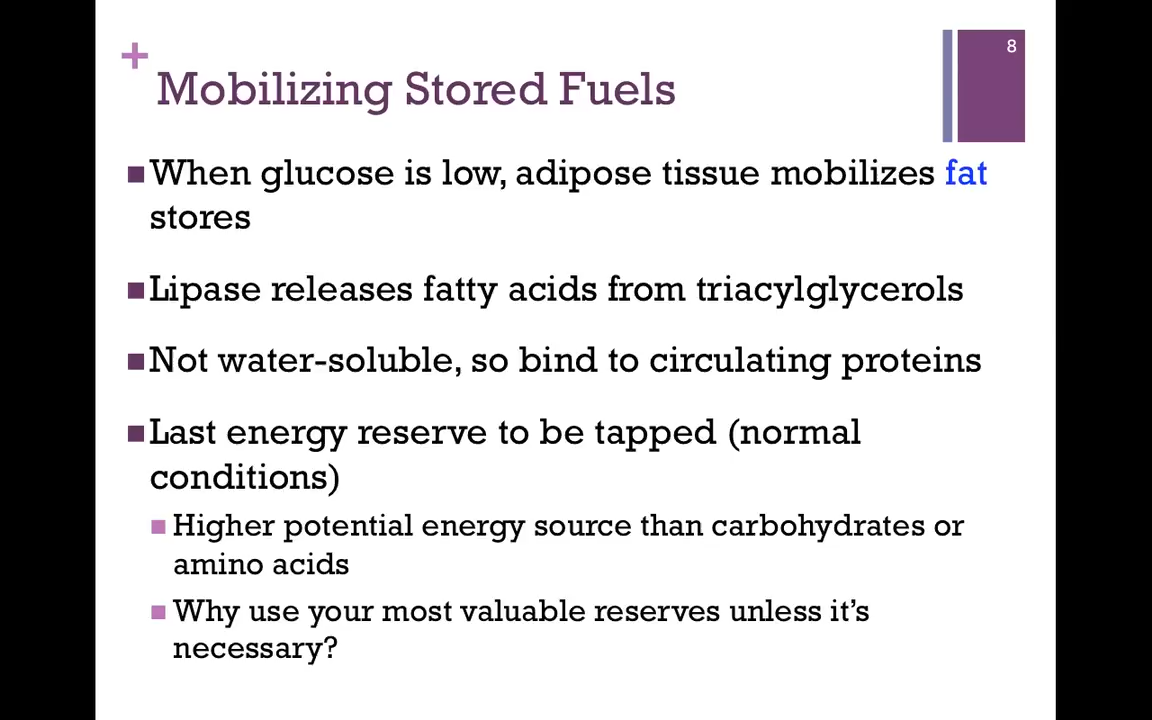 8
+
Mobilizing Stored Fuels
When glucose is low, adipose tissue mobilizes fat
stores
Lipase releases fatty acids from triacylglycerols
Not water-soluble, so bind to circulating proteins
Last energy reserve to be tapped (normal
conditions)
Higher potential energy source than carbohydrates or
amino acids
Why use your most valuable reserves unless it's
necessary?